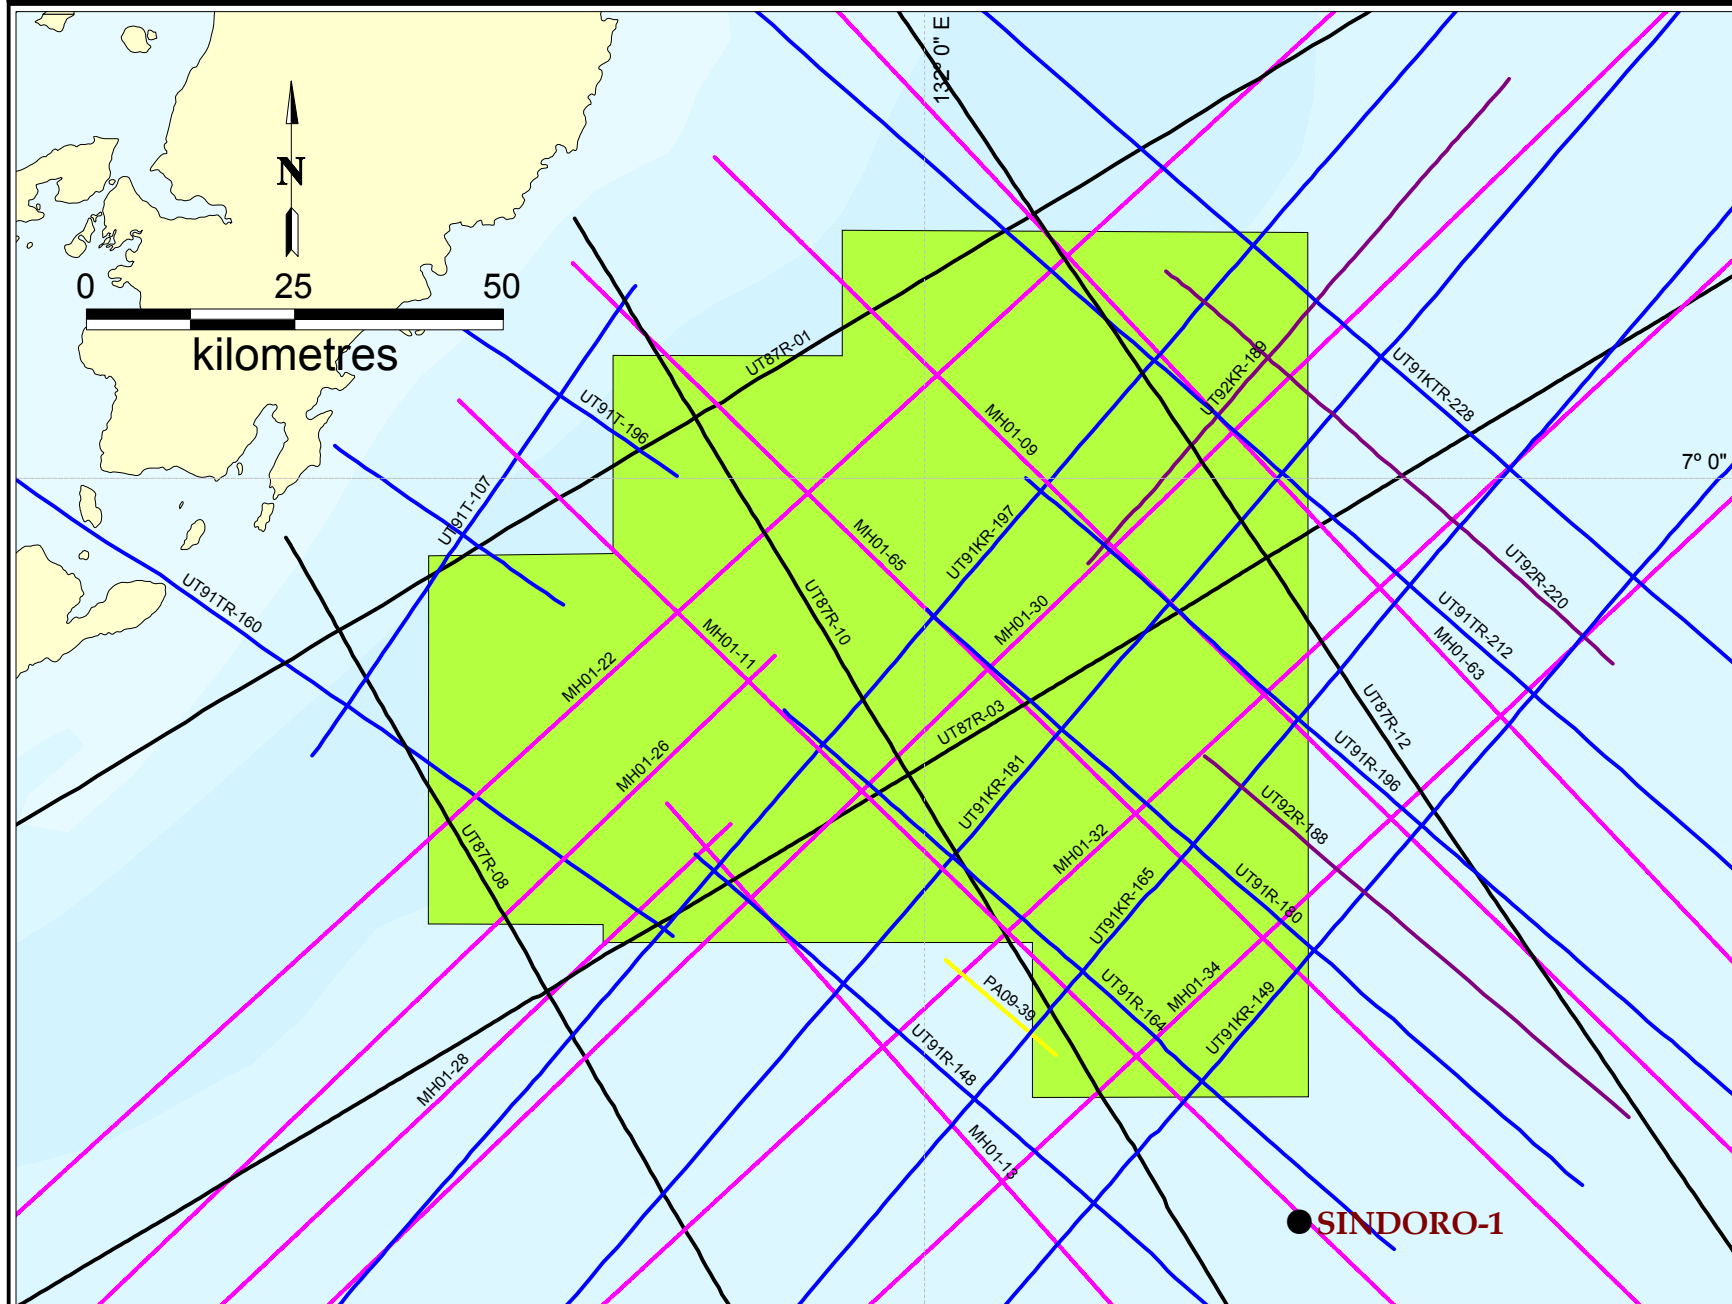 132° 0" E
N
0 25 50
kilometres
UT87R-01
UT91T-196
UT92KR-189
UT91KTR-228
MH01-09
7° 0"
UT91T-107
MH01-65
UT91KR-197
UT92R-220
UT91TR-160
UT87R-10
MH01-30
UT91TR-212
MH01-11
MH01-63
MH01-22
UT87R-03
UT87R-12
MH01-26
UT91KR-181
UT91R-196
UT92R-188
UT87R-08
MH01-32
UT91R-180
UT91KR-165
PA09-39
UT91R-164
MH01-34
UT91KR-149
UT91R-148
MH01-28
MH01-13
SINDORO-1